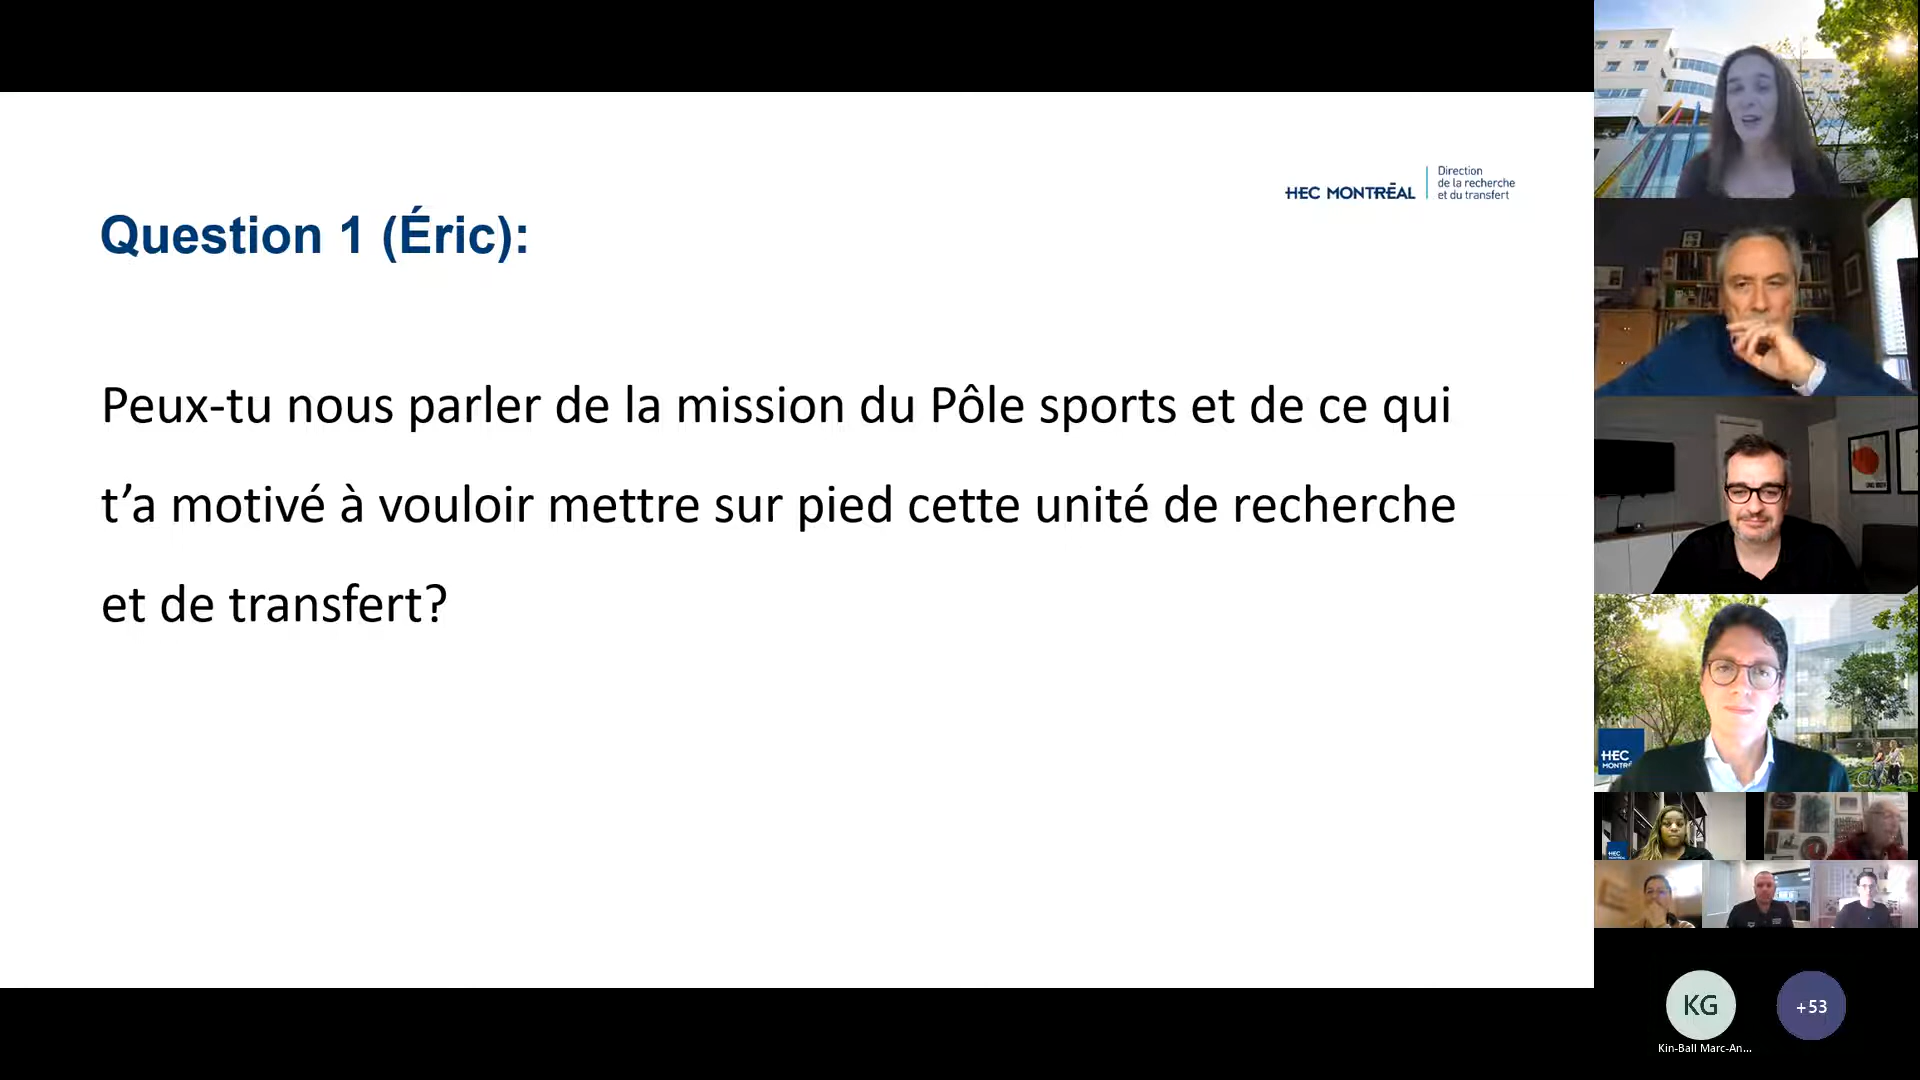 HEC MONTRĒAL
Direction
de la recherche
et du transfert
Question 1 (Éric):
Peux-tu nous parler de la mission du Pôle sports et de ce qui
t’a motivé à vouloir mettre sur pied cette unité de recherche
et de transfert?
HEC
KG
+53
Kin-Ball Marc-An...